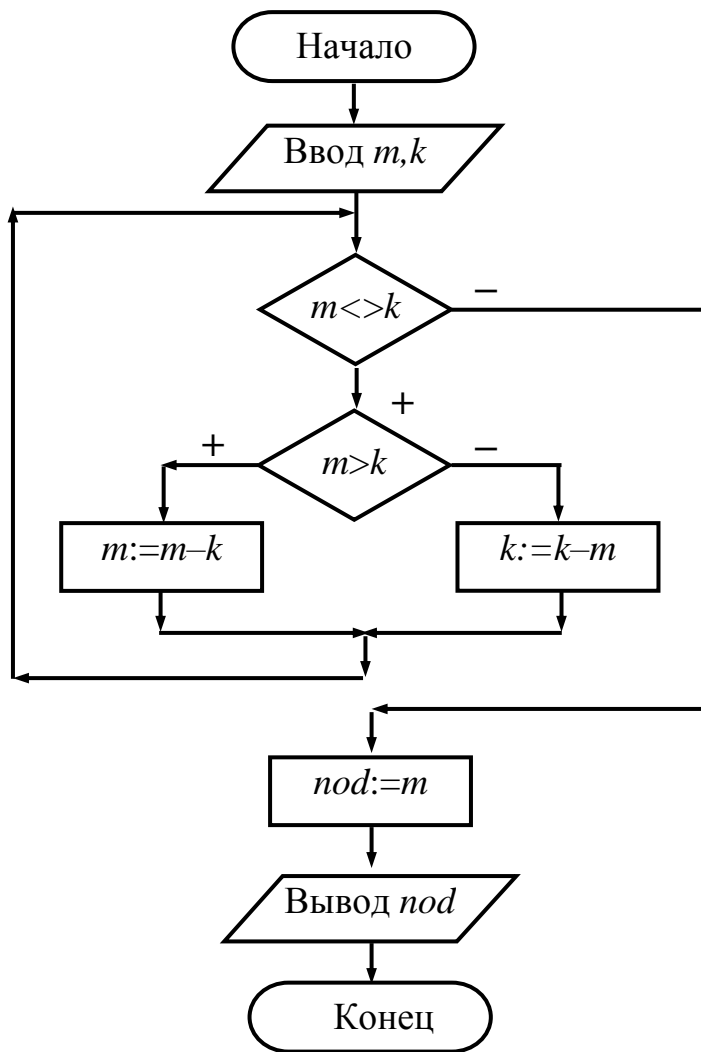 Начало
Ввод m,k
m<>k
–
+
m>k
+
–
m:=m–k
k:=k–m
nod:=m
Вывод nod
Конец